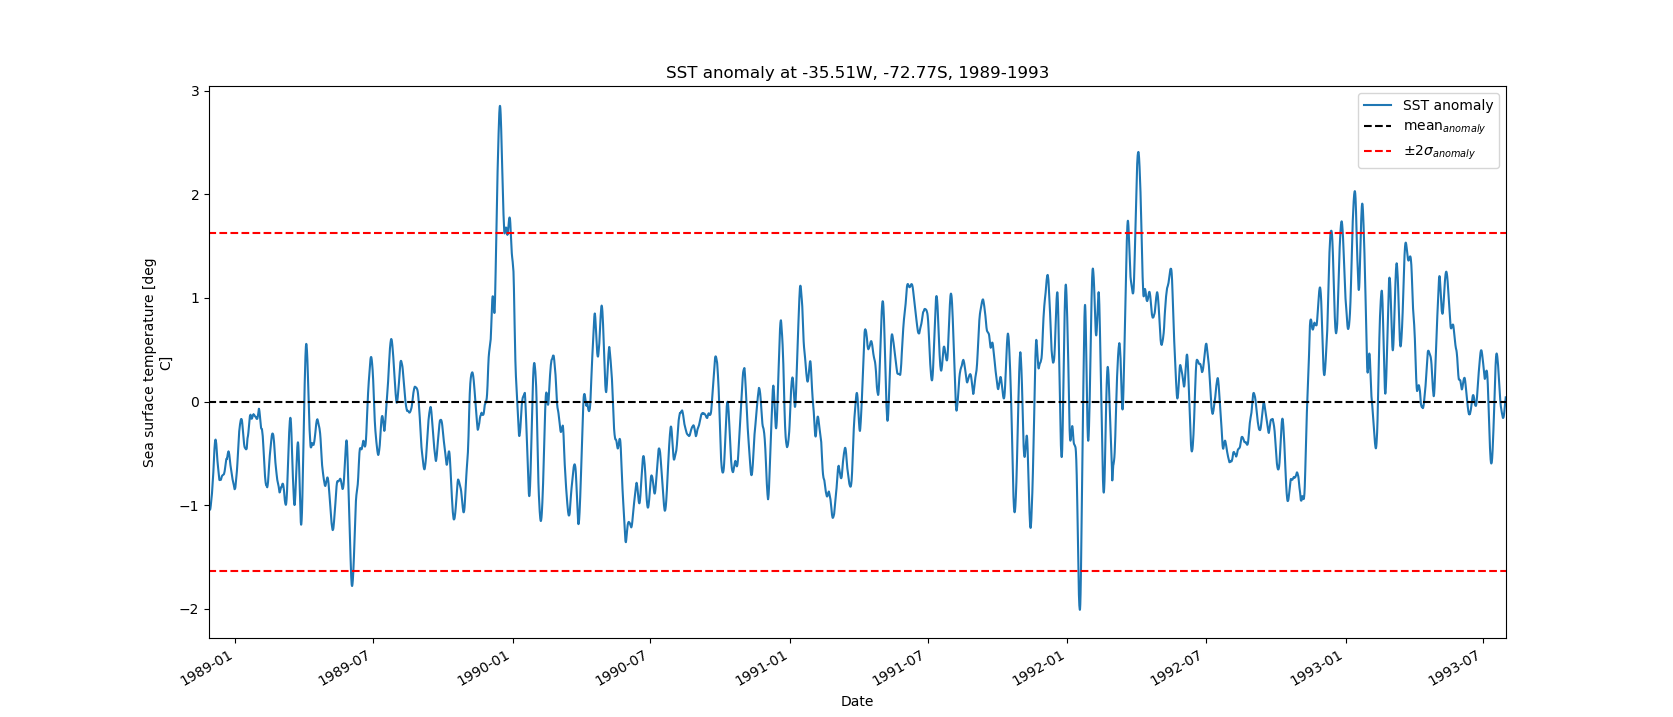 SST anomaly at -35.51W, -72.77S, 1989-1993
SST anomaly
mean_anomaly
±2σ_anomaly
3
2
1
0
−1
−2
Sea surface temperature [deg
C]
1989-01
1989-07
1990-01
1990-07
1991-01
1991-07
1992-01
1992-07
1993-01
1993-07
Date